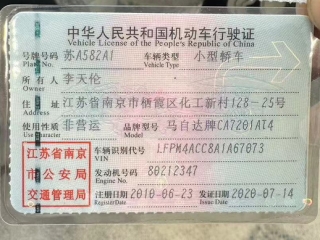 中华人民共和国机动车行驶证
Vehicle License of the People's Republic of China
号牌号码 苏A582A1 车辆类型 小型轿车
Plate No. Vehicle Type
所有人 李天伦
Owner
住址 江苏省南京市栖霞区化工新村128-25号
Address
使用性质 非营运 品牌型号 马自达牌CA7201AT4
Use Character Model
江苏省南京市公安局交通管理局
车辆识别代号 LFPM4ACC8A1A67073
VIN
发动机号码 80212347
Engine No.
注册日期 2010-06-23 发证日期 2020-07-14
Register Date Issue Date